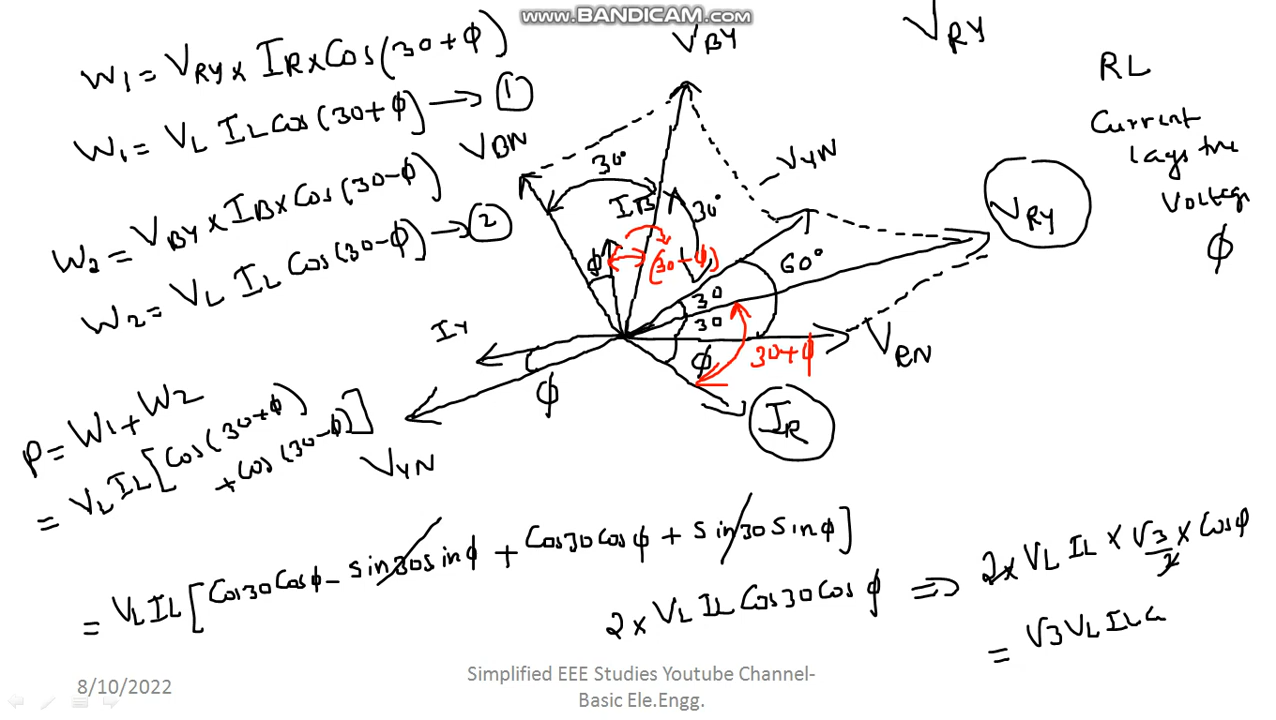 www.BANDICAM.com
W1 = VRY × IR × Cos(30+ϕ)
W1 = VL IL Cos(30+ϕ) → 1
W2 = VBY × IB × Cos(30-ϕ)
W2 = VL IL Cos(30-ϕ) → 2
VBY
VRY
RL
Current
lags the
Voltage
ϕ
VBN
30°
IB
30°
-VYN
VRY
ϕ
(30-ϕ)
60°
30
30
ϕ
30+ϕ
VRN
IR
IY
ϕ
VYN
P = W1 + W2
= VL IL [Cos(30+ϕ)
+ Cos(30-ϕ)]
= VL IL [Cos30 Cosϕ - Sin30 Sinϕ + Cos30 Cosϕ + Sin30 Sinϕ]
2 × VL IL Cos30 Cosϕ ⇒ 2 × VL IL × √3/2 × Cosϕ
= √3 VL IL C
8/10/2022
Simplified EEE Studies Youtube Channel-
Basic Ele.Engg.